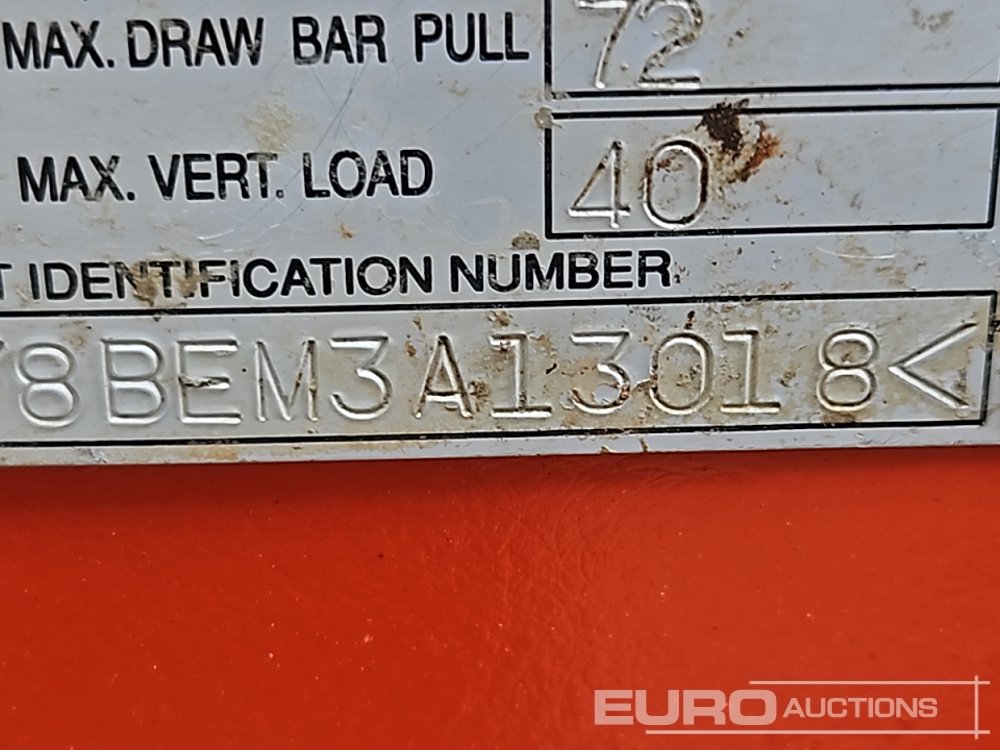 MAX. DRAW BAR PULL 72
MAX. VERT. LOAD 40
T IDENTIFICATION NUMBER
8BEM3A13018<
EURO AUCTIONS